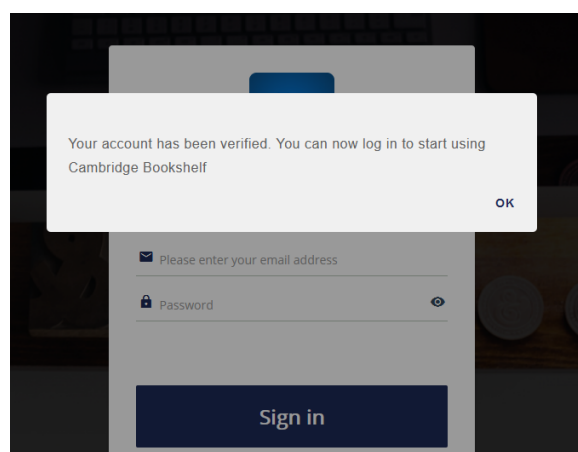 Your account has been verified. You can now log in to start using
Cambridge Bookshelf
OK
Please enter your email address
Password
Sign in